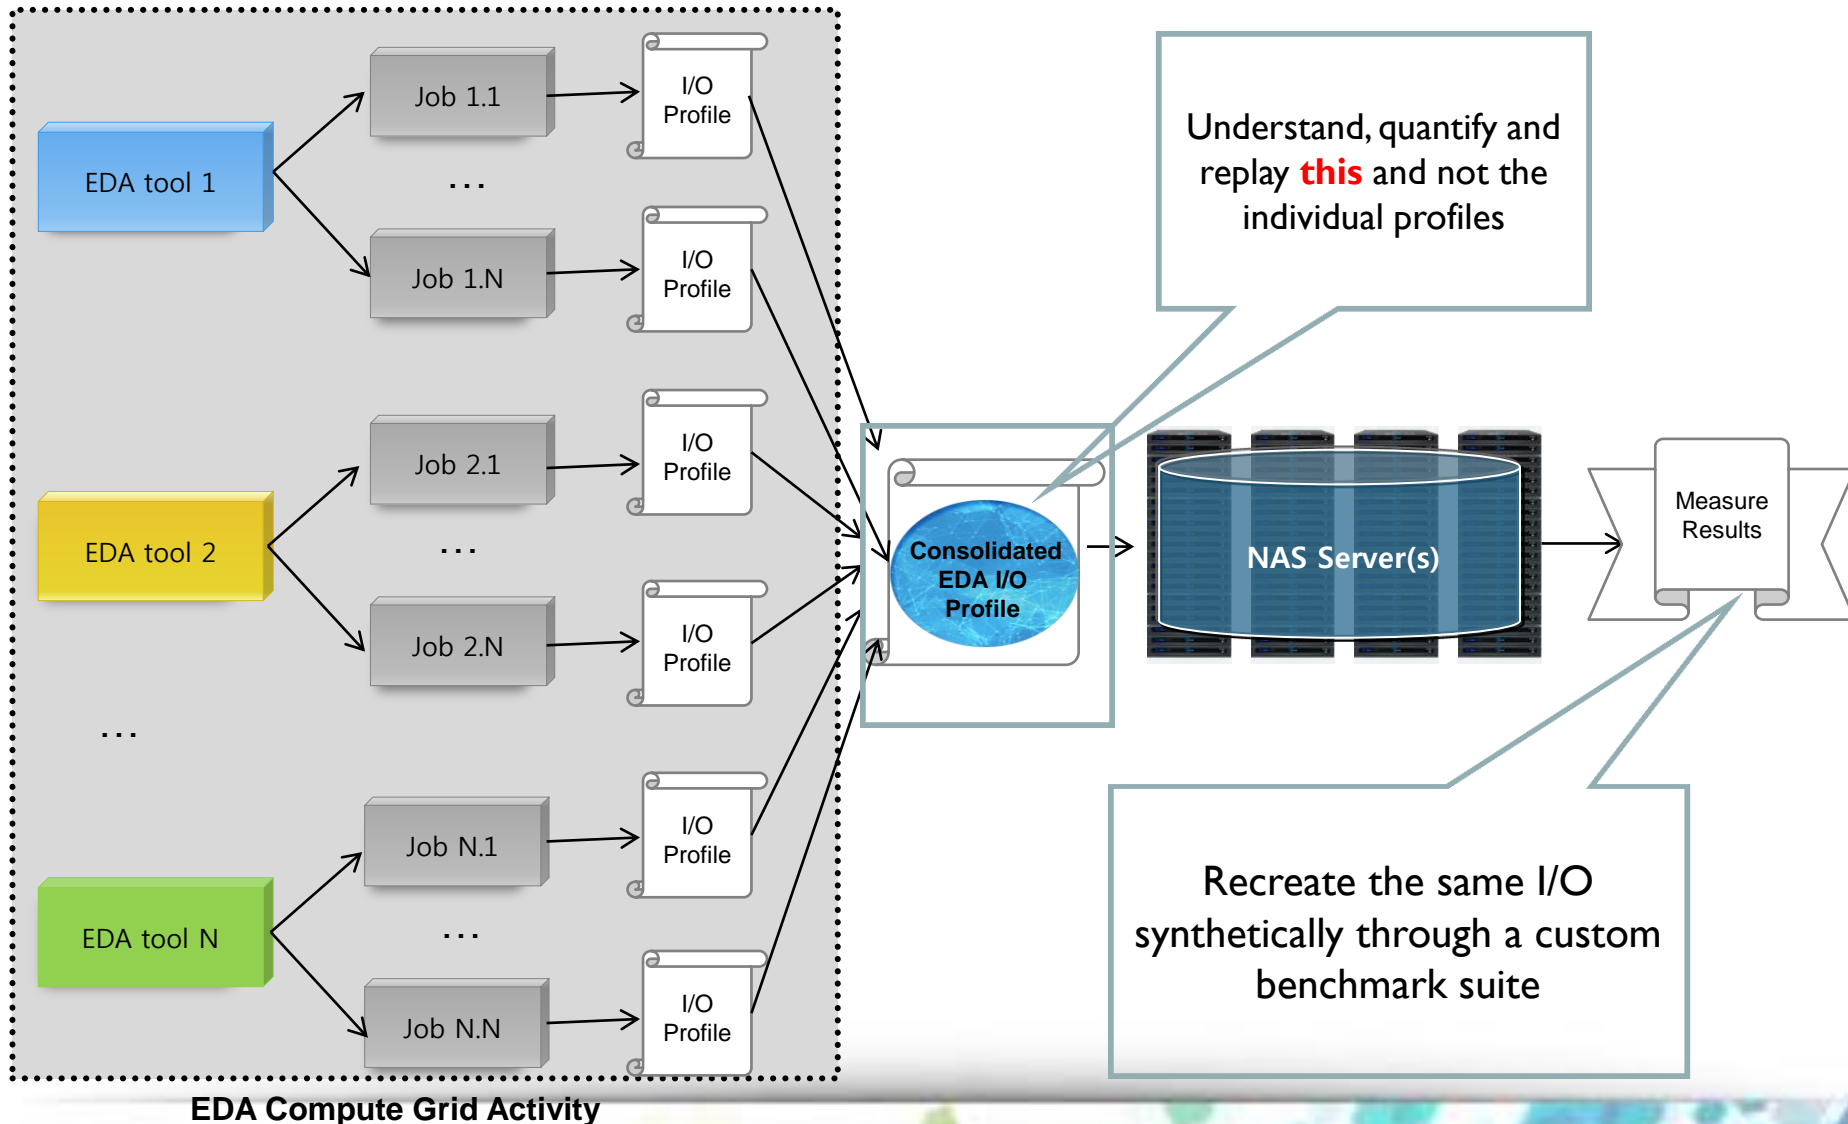 EDA tool 1
Job 1.1
I/O
Profile
...
Job 1.N
I/O
Profile
EDA tool 2
Job 2.1
I/O
Profile
...
Job 2.N
I/O
Profile
...
EDA tool N
Job N.1
I/O
Profile
...
Job N.N
I/O
Profile
EDA Compute Grid Activity
Understand, quantify and
replay this and not the
individual profiles
Consolidated
EDA I/O
Profile
NAS Server(s)
Measure
Results
Recreate the same I/O
synthetically through a custom
benchmark suite